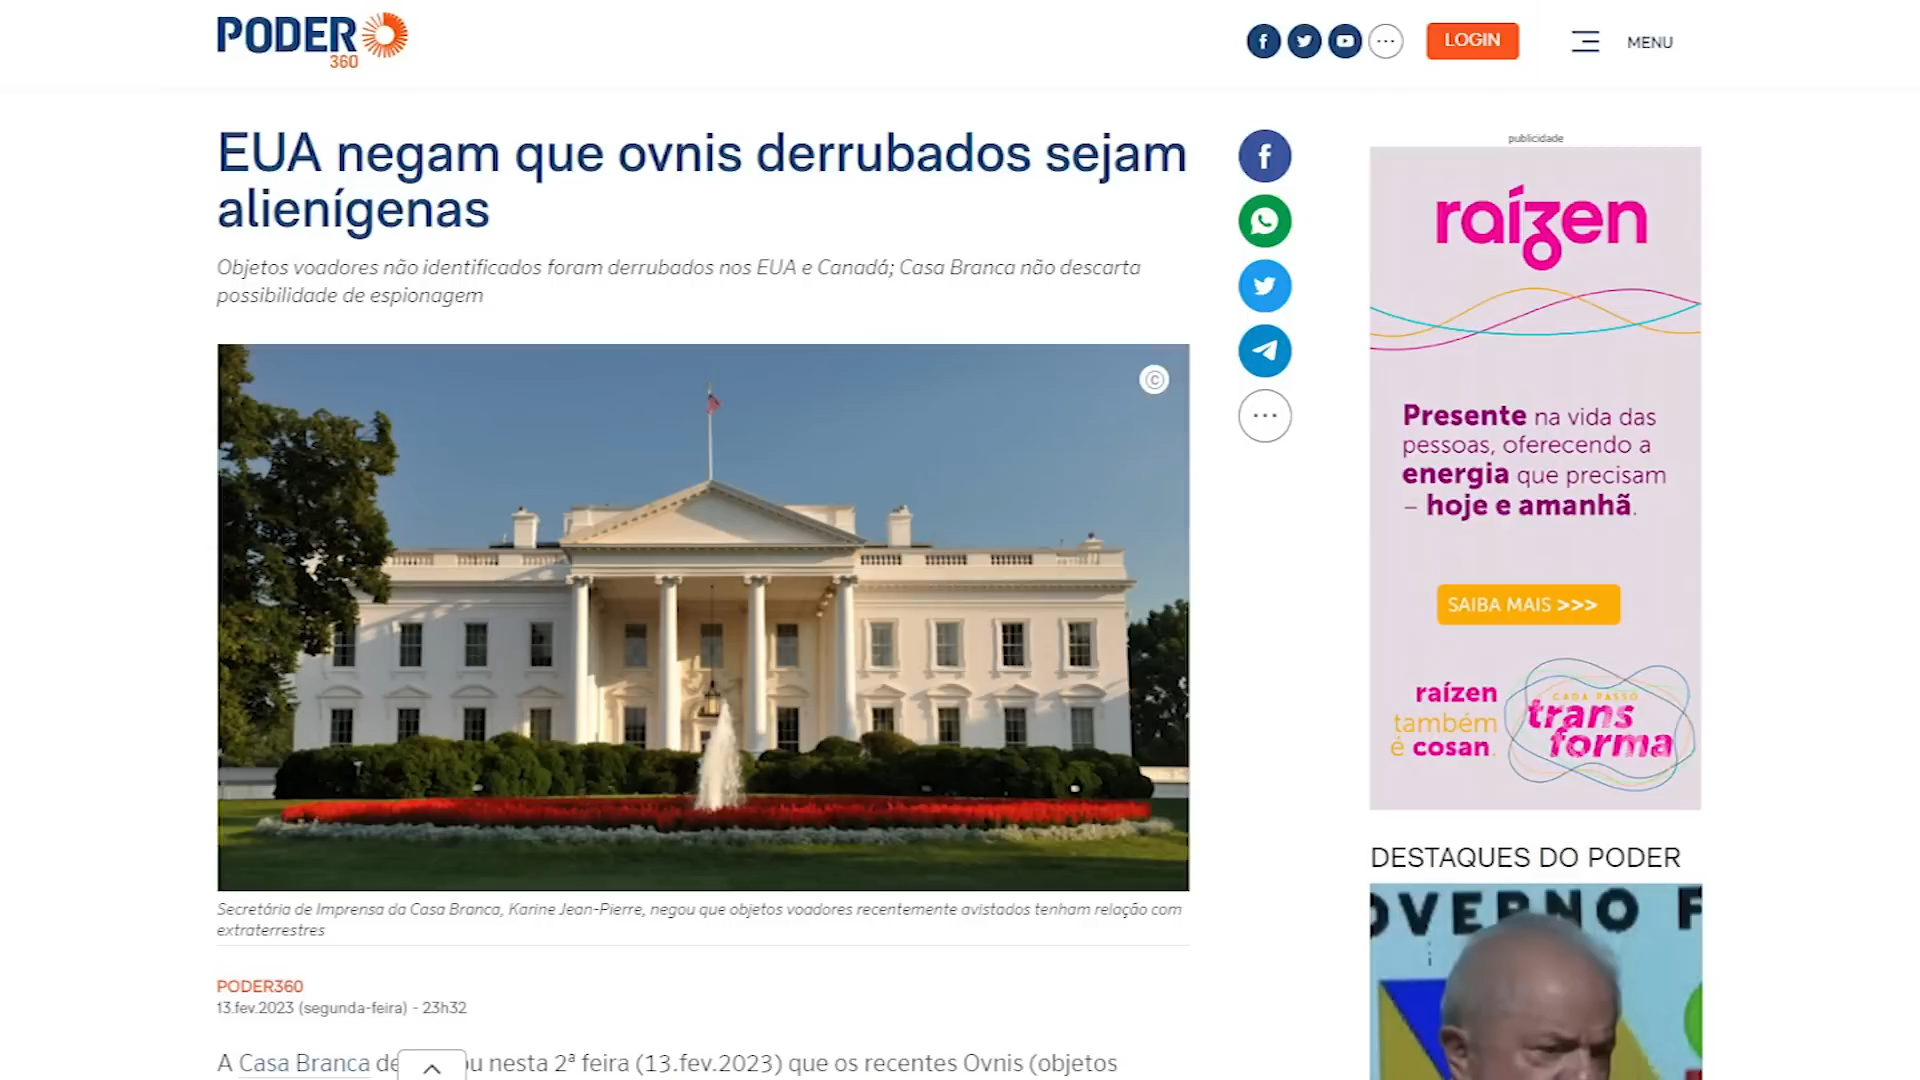 PODER
360
LOGIN
MENU
EUA negam que ovnis derrubados sejam
alienígenas
Objetos voadores não identificados foram derrubados nos EUA e Canadá; Casa Branca não descarta
possibilidade de espionagem
Secretária de Imprensa da Casa Branca, Karine Jean-Pierre, negou que objetos voadores recentemente avistados tenham relação com
extraterrestres
PODER360
13.fev.2023 (segunda-feira) - 23h32
A Casa Branca de
u nesta 2ª feira (13.fev.2023) que os recentes Ovnis (objetos
publicidade
raízen
Presente na vida das
pessoas, oferecendo a
energia que precisam
– hoje e amanhã.
SAIBA MAIS >>>
raízen
também
é cosan.
CADA PASSO
trans
forma
DESTAQUES DO PODER
OVERNO F